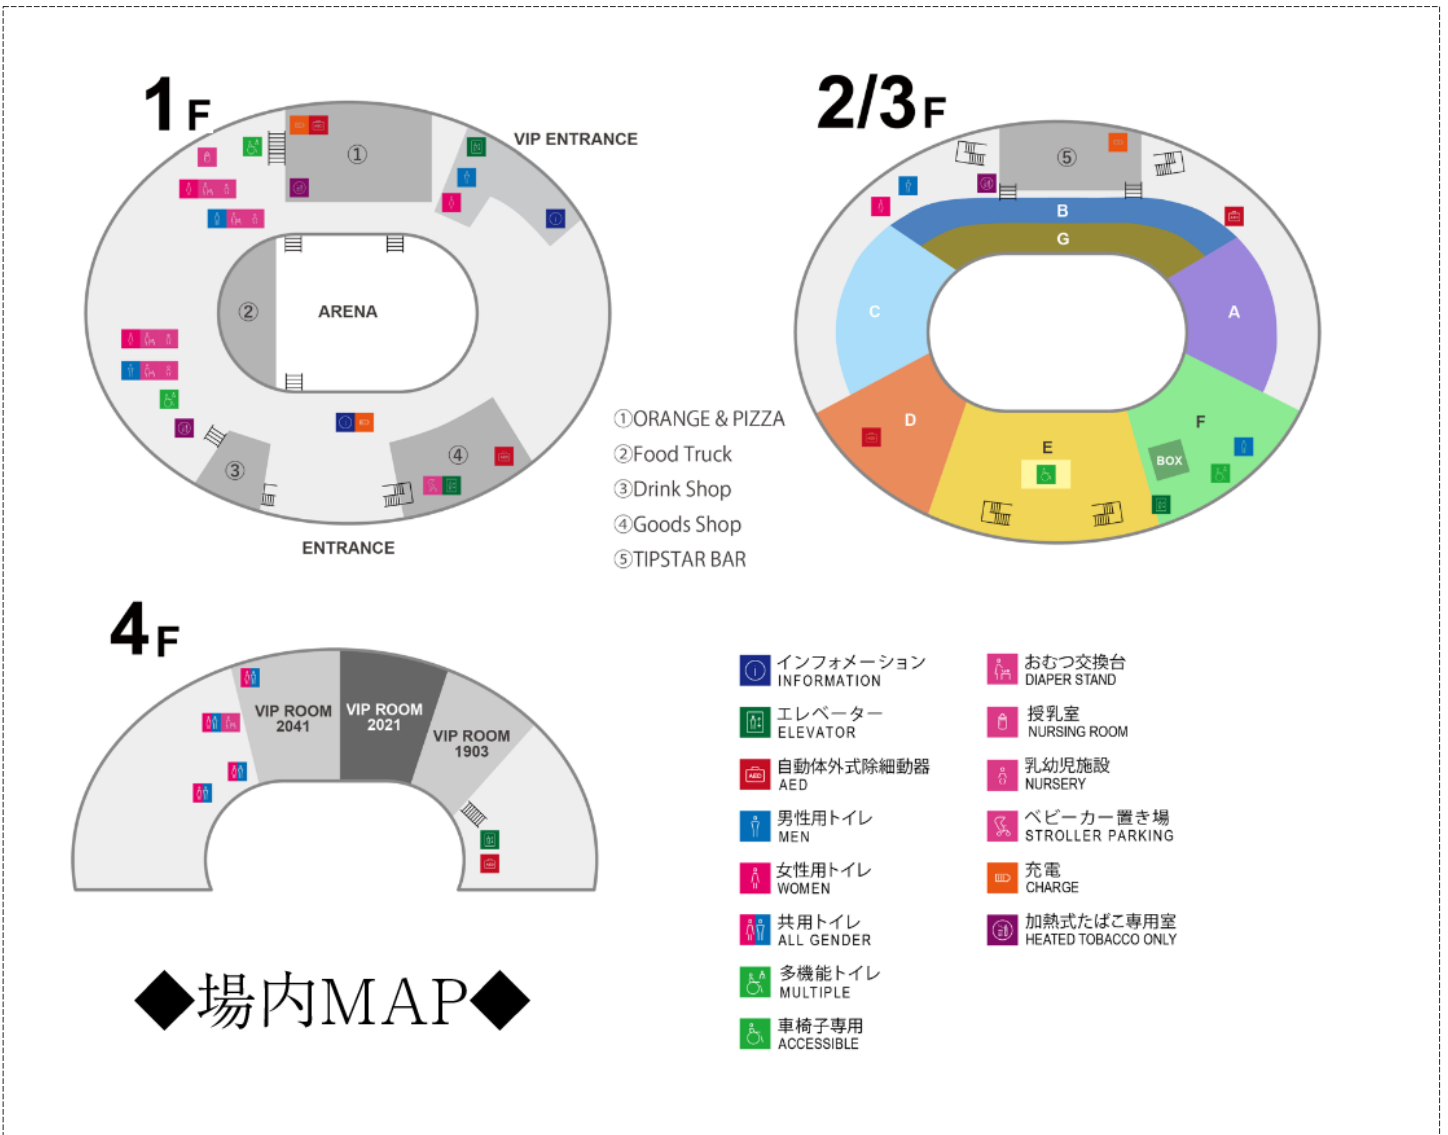 1F
VIP ENTRANCE
①
②
ARENA
③
④
ENTRANCE
2/3F
⑤
B
G
C
A
D
E
F
BOX
①ORANGE & PIZZA
②Food Truck
③Drink Shop
④Goods Shop
⑤TIPSTAR BAR
4F
VIP ROOM
2041
VIP ROOM
2021
VIP ROOM
1903
◆場内MAP◆
インフォメーション
INFORMATION
エレベーター
ELEVATOR
自動体外式除細動器
AED
男性用トイレ
MEN
女性用トイレ
WOMEN
共用トイレ
ALL GENDER
多機能トイレ
MULTIPLE
車椅子専用
ACCESSIBLE
おむつ交換台
DIAPER STAND
授乳室
NURSING ROOM
乳幼児施設
NURSERY
ベビーカー置き場
STROLLER PARKING
充電
CHARGE
加熱式たばこ専用室
HEATED TOBACCO ONLY